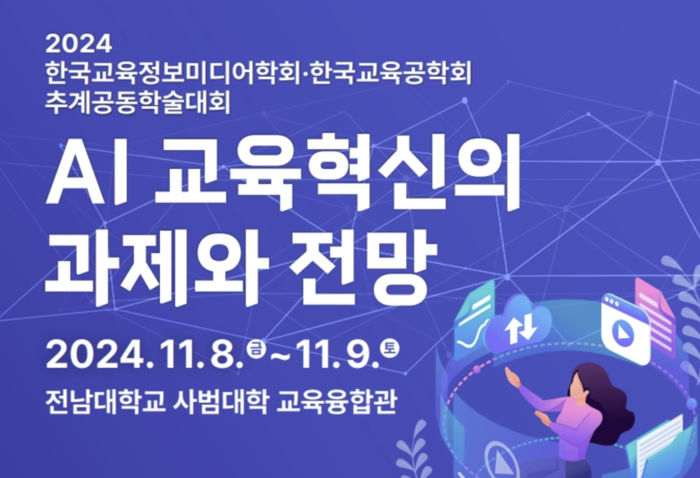 2024
한국교육정보미디어학회·한국교육공학회
추계공동학술대회
AI 교육혁신의
과제와 전망
2024. 11. 8. 금 ~ 11. 9. 토
전남대학교 사범대학 교육융합관